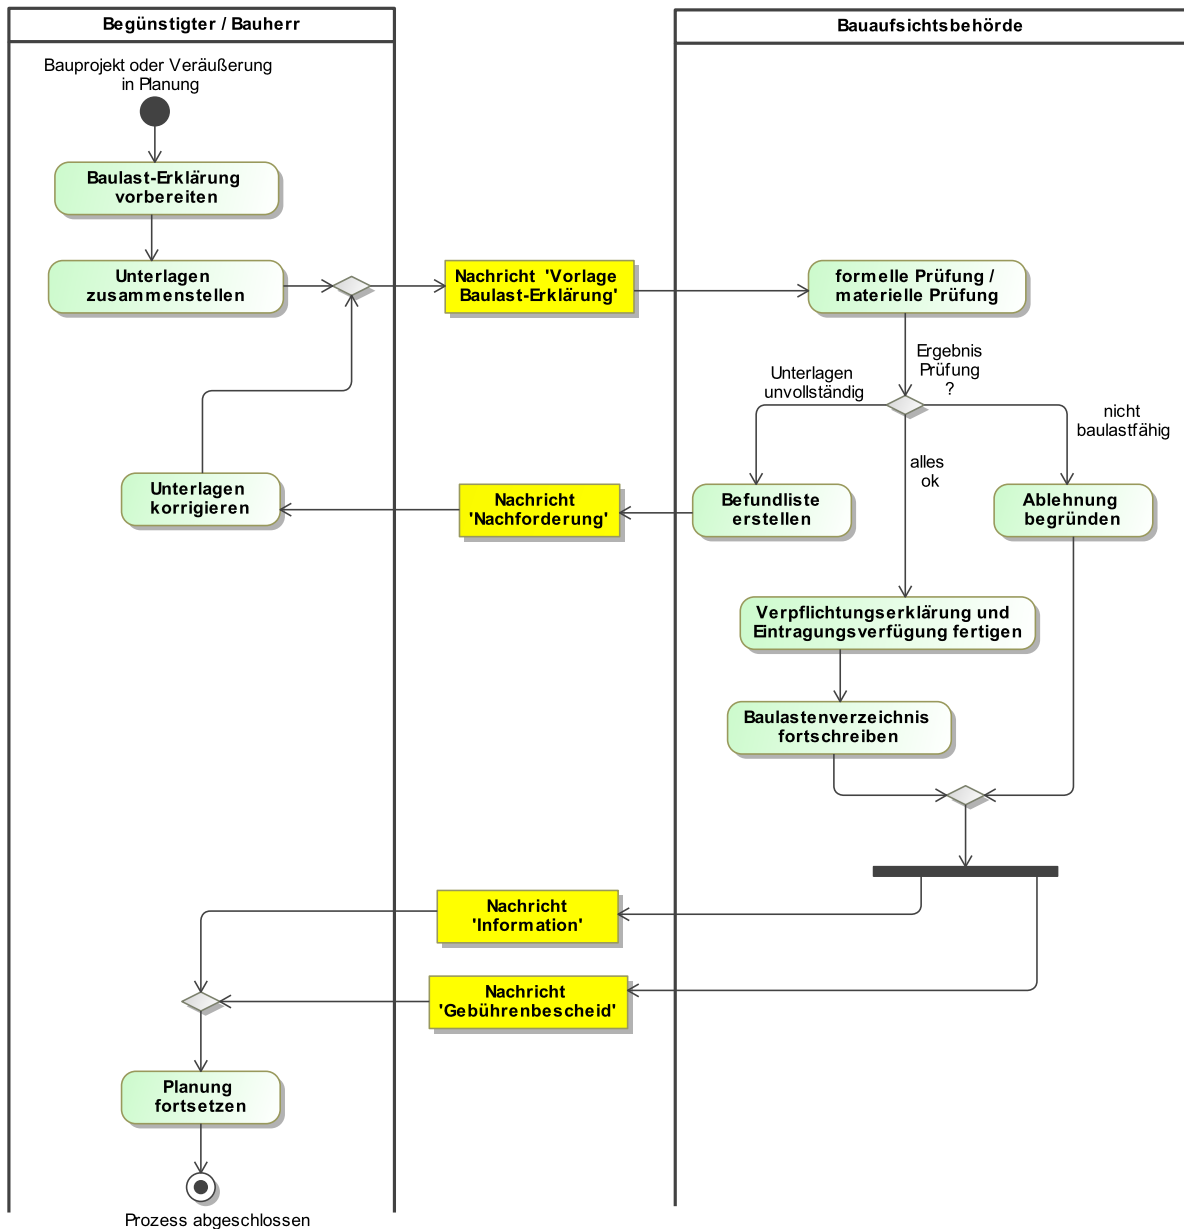 Begünstigter / Bauherr
Bauaufsichtsbehörde
Bauprojekt oder Veräußerung
in Planung
Baulast-Erklärung
vorbereiten
Unterlagen
zusammenstellen
Nachricht 'Vorlage
Baulast-Erklärung'
formelle Prüfung /
materielle Prüfung
Ergebnis
Prüfung
?
Unterlagen
unvollständig
nicht
baulastfähig
alles
ok
Unterlagen
korrigieren
Nachricht
'Nachforderung'
Befundliste
erstellen
Ablehnung
begründen
Verpflichtungserklärung und
Eintragungsverfügung fertigen
Baulastenverzeichnis
fortschreiben
Nachricht
'Information'
Nachricht
'Gebührenbescheid'
Planung
fortsetzen
Prozess abgeschlossen